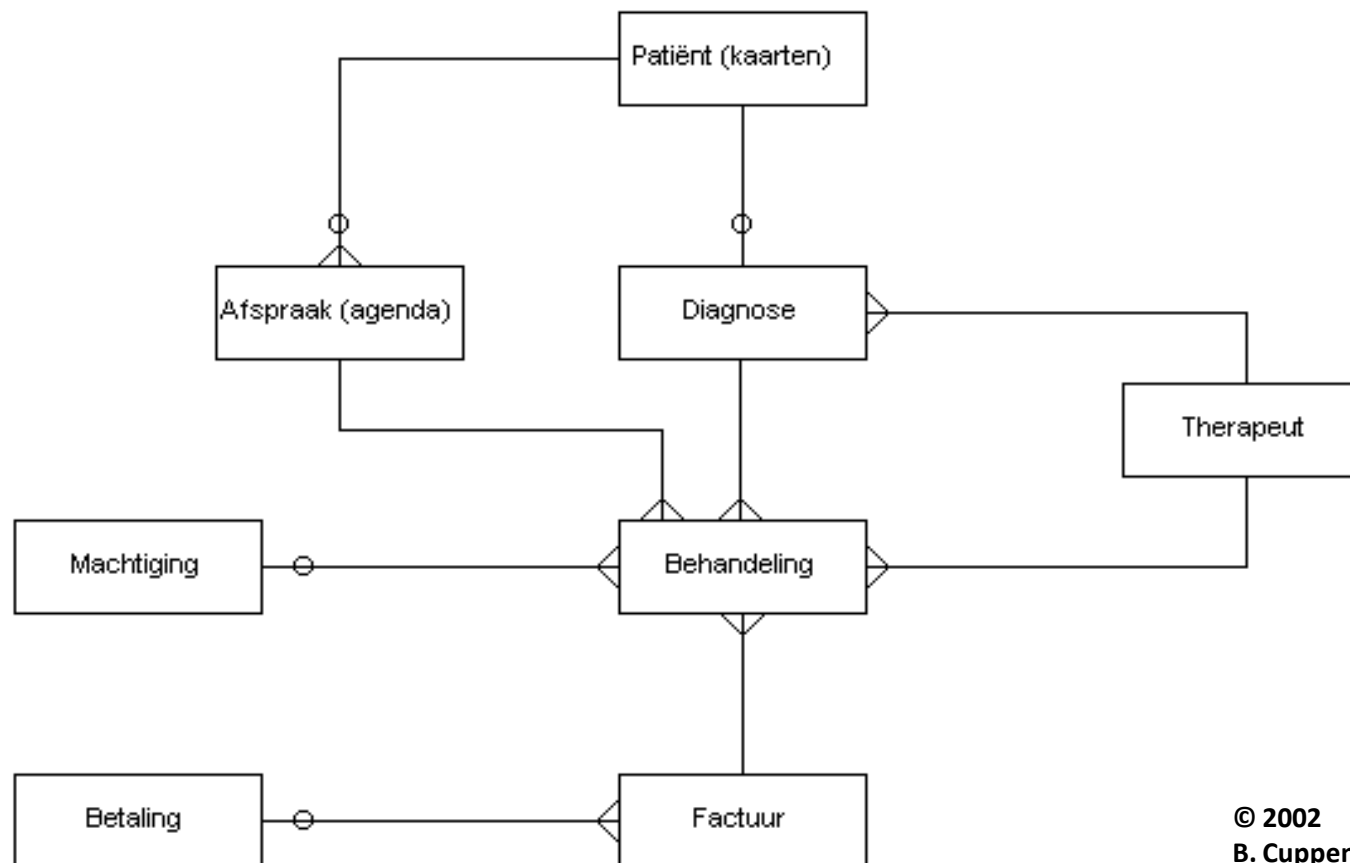 Patiënt (kaarten)
Afspraak (agenda)
Diagnose
Therapeut
Machtiging
Behandeling
Betaling
Factuur
© 2002
B. Cupper